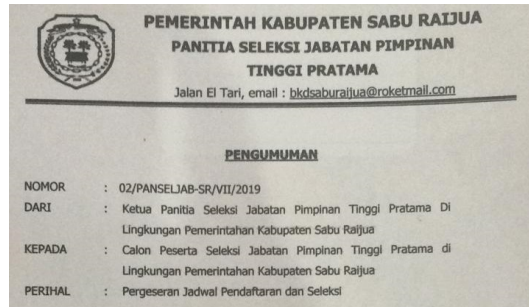 PEMERINTAH KABUPATEN SABU RAIJUA
PANITIA SELEKSI JABATAN PIMPINAN
TINGGI PRATAMA
Jalan El Tari, email : bkdsaburaijua@roketmail.com
PENGUMUMAN
NOMOR : 02/PANSELJAB-SR/VII/2019
DARI : Ketua Panitia Seleksi Jabatan Pimpinan Tinggi Pratama Di
Lingkungan Pemerintahan Kabupaten Sabu Raijua
KEPADA : Calon Peserta Seleksi Jabatan Pimpinan Tinggi Pratama di
Lingkungan Pemerintahan Kabupaten Sabu Raijua
PERIHAL : Pergeseran Jadwal Pendaftaran dan Seleksi